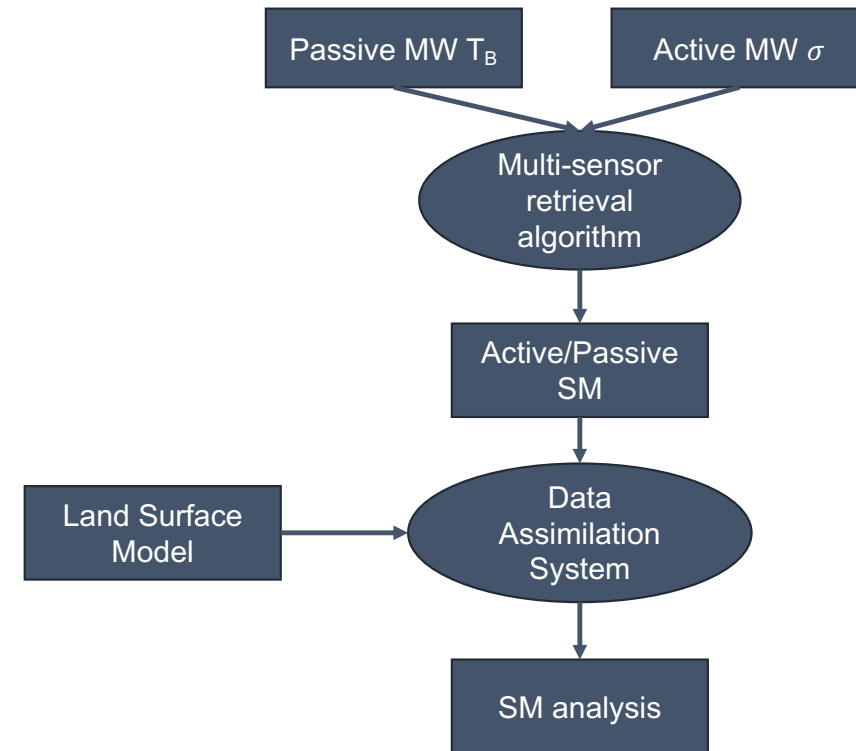 Passive MW T_B
Active MW σ
Multi-sensor
retrieval
algorithm
Active/Passive
SM
Land Surface
Model
Data
Assimilation
System
SM analysis